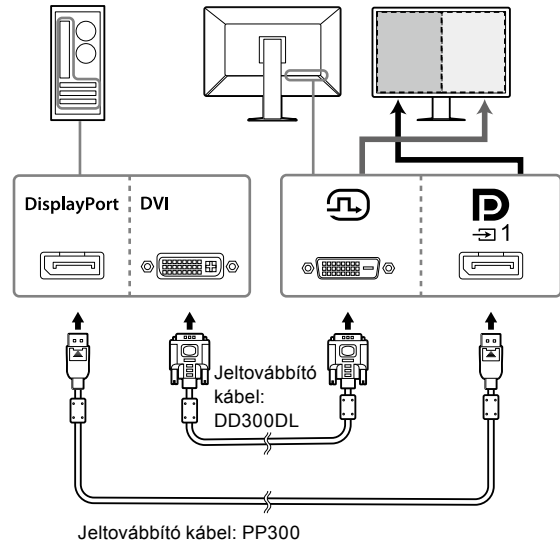 DisplayPort
DVI
1
Jeltovábbító
kábel:
DD300DL
Jeltovábbító kábel: PP300